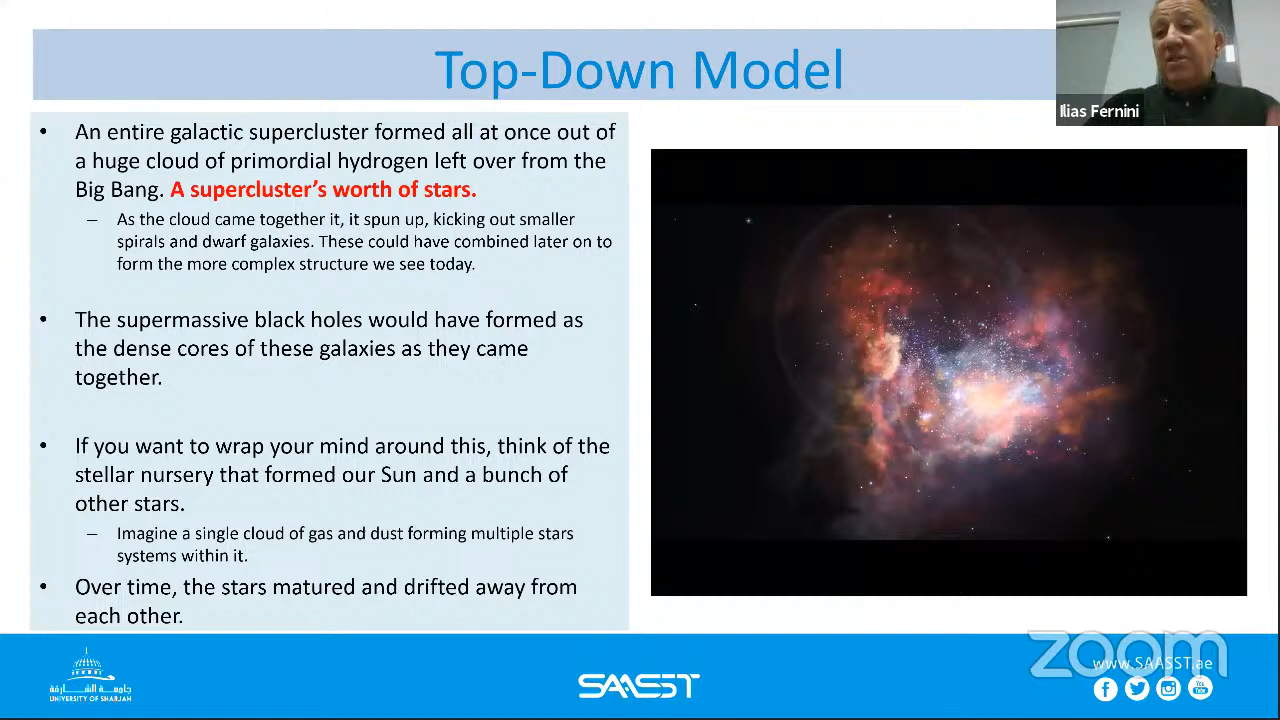 Top-Down Model
Ilias Fernini
• An entire galactic supercluster formed all at once out of
a huge cloud of primordial hydrogen left over from the
Big Bang. A supercluster's worth of stars.
– As the cloud came together it, it spun up, kicking out smaller
spirals and dwarf galaxies. These could have combined later on to
form the more complex structure we see today.
• The supermassive black holes would have formed as
the dense cores of these galaxies as they came
together.
• If you want to wrap your mind around this, think of the
stellar nursery that formed our Sun and a bunch of
other stars.
– Imagine a single cloud of gas and dust forming multiple stars
systems within it.
• Over time, the stars matured and drifted away from
each other.
جامعة الشارقة
UNIVERSITY OF SHARJAH
SAASST
zoom
www.SAASST.ae
You
Tube